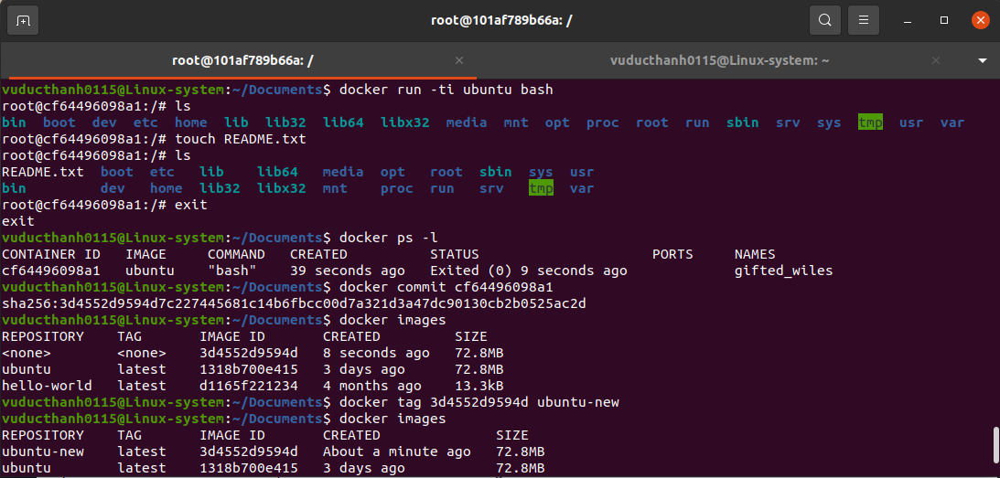 root@101af789b66a: /
root@101af789b66a: /
vuducthanh0115@Linux-system: ~
vuducthanh0115@Linux-system:~/Documents$ docker run -ti ubuntu bash
root@cf64496098a1:/# ls
bin boot dev etc home lib lib32 lib64 libx32 media mnt opt proc root run sbin srv sys tmp usr var
root@cf64496098a1:/# touch README.txt
root@cf64496098a1:/# ls
README.txt boot etc lib lib64 media opt root sbin sys usr
bin dev home lib32 libx32 mnt proc run srv tmp var
root@cf64496098a1:/# exit
exit
vuducthanh0115@Linux-system:~/Documents$ docker ps -l
CONTAINER ID IMAGE COMMAND CREATED STATUS PORTS NAMES
cf64496098a1 ubuntu "bash" 39 seconds ago Exited (0) 9 seconds ago gifted_wiles
vuducthanh0115@Linux-system:~/Documents$ docker commit cf64496098a1
sha256:3d4552d9594d7c227445681c14b6fbcc00d7a321d3a47dc90130cb2b0525ac2d
vuducthanh0115@Linux-system:~/Documents$ docker images
REPOSITORY TAG IMAGE ID CREATED SIZE
<none> <none> 3d4552d9594d 8 seconds ago 72.8MB
ubuntu latest 1318b700e415 3 days ago 72.8MB
hello-world latest d1165f221234 4 months ago 13.3kB
vuducthanh0115@Linux-system:~/Documents$ docker tag 3d4552d9594d ubuntu-new
vuducthanh0115@Linux-system:~/Documents$ docker images
REPOSITORY TAG IMAGE ID CREATED SIZE
ubuntu-new latest 3d4552d9594d About a minute ago 72.8MB
ubuntu latest 1318b700e415 3 days ago 72.8MB